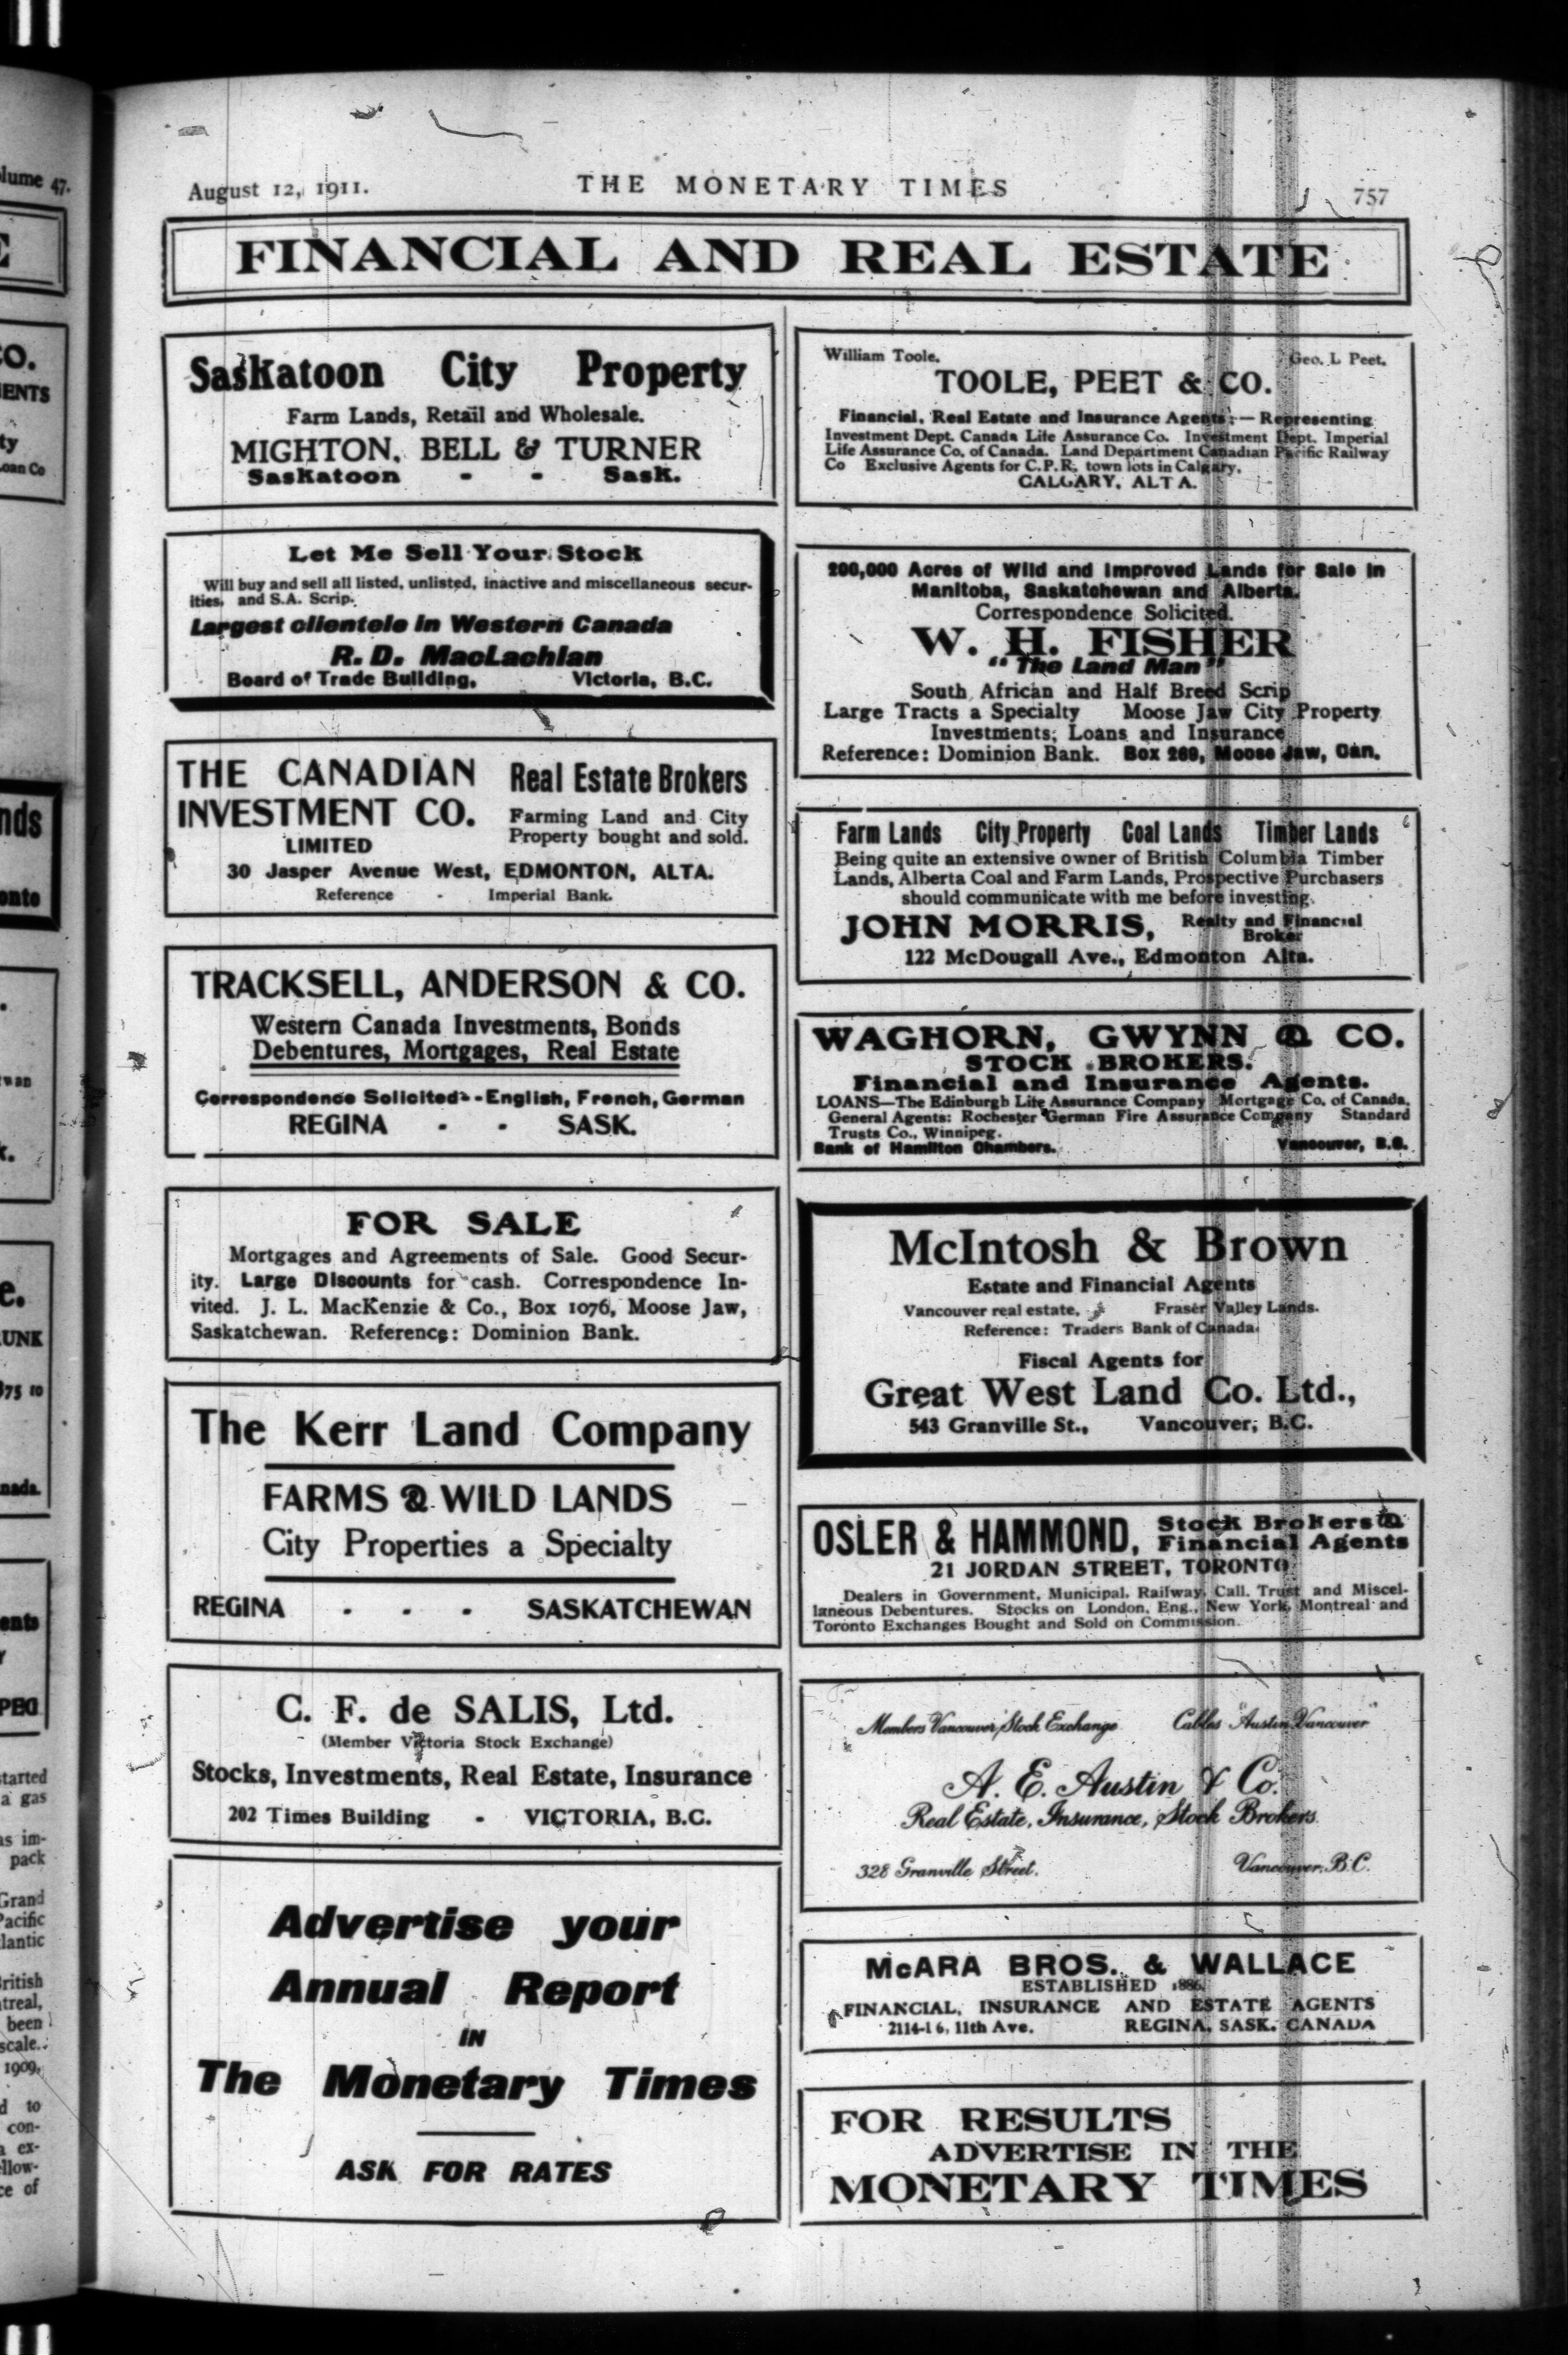 August 12, 1911.
THE MONETARY TIMES
757
FINANCIAL AND REAL ESTATE
Saskatoon City Property
Farm Lands, Retail and Wholesale.
MIGHTON, BELL & TURNER
Saskatoon - - Sask.
Let Me Sell Your Stock
Will buy and sell all listed, unlisted, inactive and miscellaneous secur-
ities, and S.A. Scrip.
Largest clientele in Western Canada
R. D. MacLachlan
Board of Trade Building, Victoria, B.C.
THE CANADIAN
INVESTMENT CO.
LIMITED
Real Estate Brokers
Farming Land and City
Property bought and sold.
30 Jasper Avenue West, EDMONTON, ALTA.
Reference - Imperial Bank.
TRACKSELL, ANDERSON & CO.
Western Canada Investments, Bonds
Debentures, Mortgages, Real Estate
Correspondence Solicited--English, French, German
REGINA - - SASK.
FOR SALE
Mortgages and Agreements of Sale. Good Secur-
ity. Large Discounts for cash. Correspondence In-
vited. J. L. MacKenzie & Co., Box 1076, Moose Jaw,
Saskatchewan. Reference: Dominion Bank.
The Kerr Land Company
FARMS & WILD LANDS
City Properties a Specialty
REGINA - - - SASKATCHEWAN
C. F. de SALIS, Ltd.
(Member Victoria Stock Exchange)
Stocks, Investments, Real Estate, Insurance
202 Times Building - VICTORIA, B.C.
Advertise your
Annual Report
IN
The Monetary Times
ASK FOR RATES
William Toole. Geo. L Peet.
TOOLE, PEET & CO.
Financial, Real Estate and Insurance Agents:—Representing
Investment Dept. Canada Life Assurance Co. Investment Dept. Imperial
Life Assurance Co. of Canada. Land Department Canadian Pacific Railway
Co Exclusive Agents for C.P.R. town lots in Calgary.
CALGARY, ALTA.
200,000 Acres of Wild and Improved Lands for Sale in
Manitoba, Saskatchewan and Alberta.
Correspondence Solicited.
W. H. FISHER
"The Land Man"
South African and Half Breed Scrip
Large Tracts a Specialty Moose Jaw City Property
Investments, Loans and Insurance
Reference: Dominion Bank. Box 269, Moose Jaw, Can.
Farm Lands City Property Coal Lands Timber Lands
Being quite an extensive owner of British Columbia Timber
Lands, Alberta Coal and Farm Lands, Prospective Purchasers
should communicate with me before investing.
JOHN MORRIS, Realty and Financial
Broker
122 McDougall Ave., Edmonton Alta.
WAGHORN, GWYNN & CO.
STOCK BROKERS.
Financial and Insurance Agents.
LOANS—The Edinburgh Life Assurance Company Mortgage Co. of Canada.
General Agents: Rochester German Fire Assurance Company Standard
Trusts Co., Winnipeg.
Bank of Hamilton Chambers. Vancouver, B.C.
McIntosh & Brown
Estate and Financial Agents
Vancouver real estate. Fraser Valley Lands.
Reference: Traders Bank of Canada.
Fiscal Agents for
Great West Land Co. Ltd.,
543 Granville St., Vancouver, B.C.
OSLER & HAMMOND, Stock Brokers &
Financial Agents
21 JORDAN STREET, TORONTO
Dealers in Government, Municipal, Railway, Call, Trust and Miscel-
laneous Debentures. Stocks on London, Eng., New York, Montreal and
Toronto Exchanges Bought and Sold on Commission.
Members Vancouver Stock Exchange Cables "Austin Vancouver"
A. E. Austin & Co.
Real Estate, Insurance, Stock Brokers.
328 Granville Street. Vancouver, B.C.
McARA BROS. & WALLACE
ESTABLISHED 1886
FINANCIAL, INSURANCE AND ESTATE AGENTS
2114-16, 11th Ave. REGINA, SASK. CANADA
FOR RESULTS
ADVERTISE IN THE
MONETARY TIMES